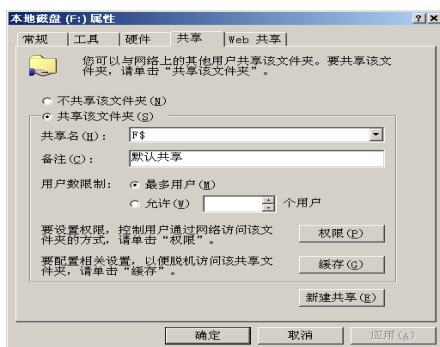 本地磁盘 (F:) 属性
常规 工具 硬件 共享 Web 共享
您可以与网络上的其他用户共享该文件夹。要共享该文
件夹，请单击“共享该文件夹”。
不共享该文件夹(N)
共享该文件夹(S)
共享名(H): F$
备注(C): 默认共享
用户数限制: 最多用户(M)
允许(W) 个用户
要设置权限，控制用户通过网络访问该文
件夹的方式，请单击“权限”。
权限(P)
要配置相关设置，以便脱机访问该共享文
件夹，请单击“缓存”。
缓存(G)
新建共享(E)
确定 取消 应用(A)